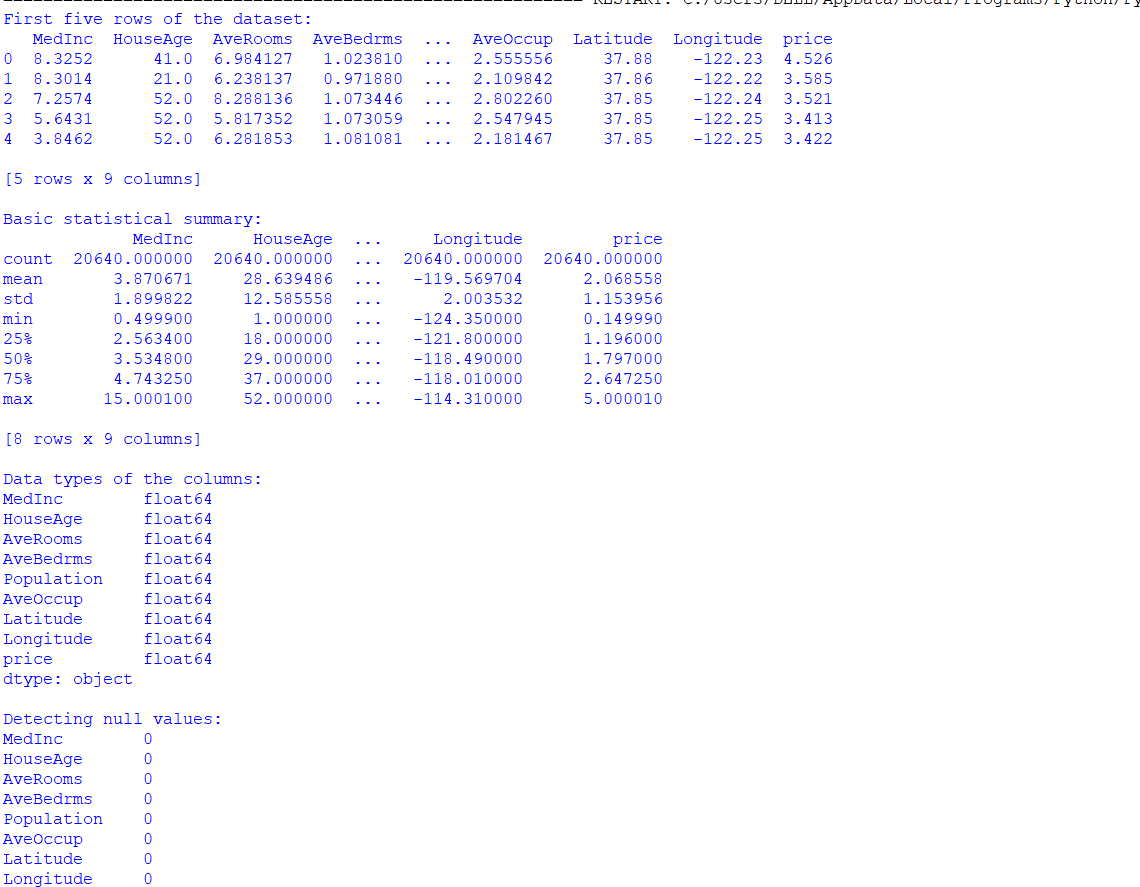 First five rows of the dataset:
   MedInc  HouseAge  AveRooms  AveBedrms  ...  AveOccup  Latitude  Longitude  price
0  8.3252      41.0  6.984127   1.023810  ...  2.555556     37.88    -122.23  4.526
1  8.3014      21.0  6.238137   0.971880  ...  2.109842     37.86    -122.22  3.585
2  7.2574      52.0  8.288136   1.073446  ...  2.802260     37.85    -122.24  3.521
3  5.6431      52.0  5.817352   1.073059  ...  2.547945     37.85    -122.25  3.413
4  3.8462      52.0  6.281853   1.081081  ...  2.181467     37.85    -122.25  3.422
[5 rows x 9 columns]
Basic statistical summary:
             MedInc      HouseAge  ...     Longitude         price
count  20640.000000  20640.000000  ...  20640.000000  20640.000000
mean       3.870671     28.639486  ...   -119.569704      2.068558
std        1.899822     12.585558  ...      2.003532      1.153956
min        0.499900      1.000000  ...   -124.350000      0.149990
25%        2.563400     18.000000  ...   -121.800000      1.196000
50%        3.534800     29.000000  ...   -118.490000      1.797000
75%        4.743250     37.000000  ...   -118.010000      2.647250
max       15.000100     52.000000  ...   -114.310000      5.000010
[8 rows x 9 columns]
Data types of the columns:
MedInc        float64
HouseAge      float64
AveRooms      float64
AveBedrms     float64
Population    float64
AveOccup      float64
Latitude      float64
Longitude     float64
price         float64
dtype: object
Detecting null values:
MedInc        0
HouseAge      0
AveRooms      0
AveBedrms     0
Population    0
AveOccup      0
Latitude      0
Longitude     0